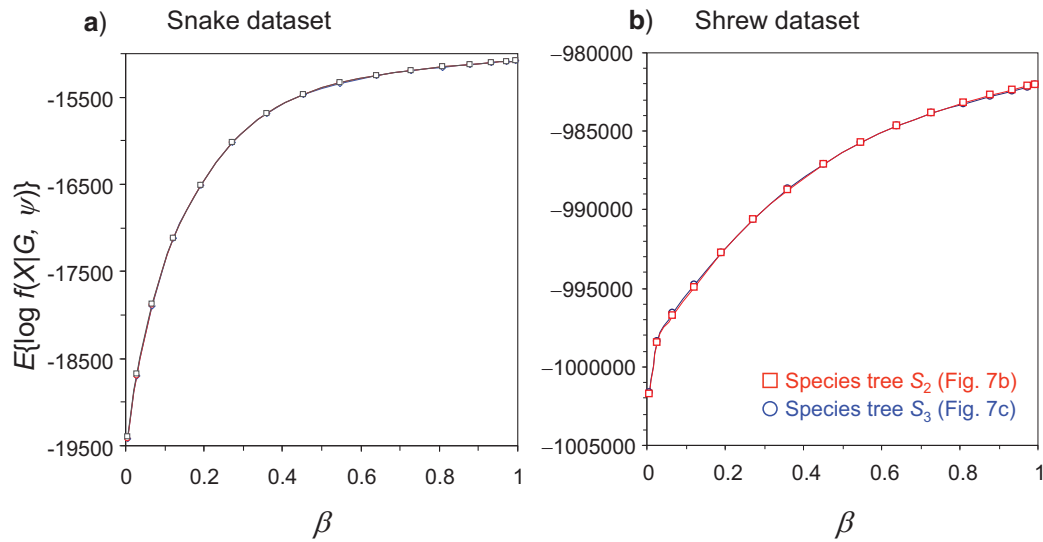 a) Snake dataset
b) Shrew dataset
E{log f(X|G, ψ)}
-15500
-16500
-17500
-18500
-19500
0 0.2 0.4 0.6 0.8 1
β
−980000
−985000
−990000
−995000
−1000000
−1005000
0 0.2 0.4 0.6 0.8 1
β
Species tree S2 (Fig. 7b)
Species tree S3 (Fig. 7c)